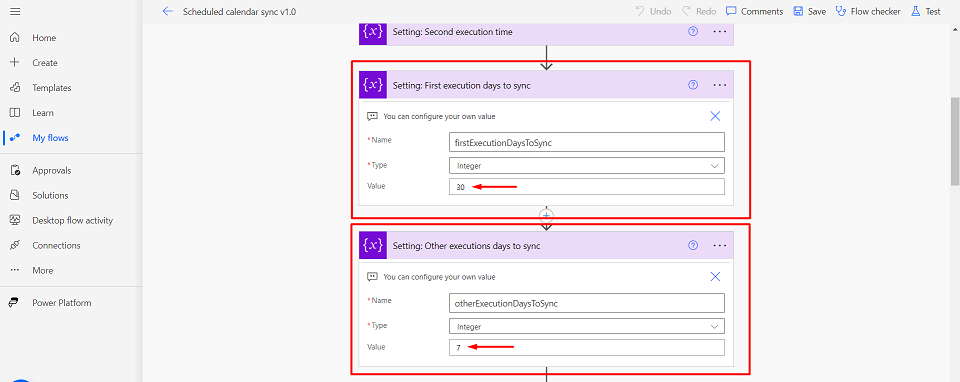 Scheduled calendar sync v1.0
Undo
Redo
Comments
Save
Flow checker
Test
Home
Create
Templates
Learn
My flows
Approvals
Solutions
Desktop flow activity
Connections
More
Power Platform
{x} Setting: Second execution time
{x} Setting: First execution days to sync
You can configure your own value
*Name firstExecutionDaysToSync
*Type Integer
Value 30
{x} Setting: Other executions days to sync
You can configure your own value
*Name otherExecutionDaysToSync
*Type Integer
Value 7